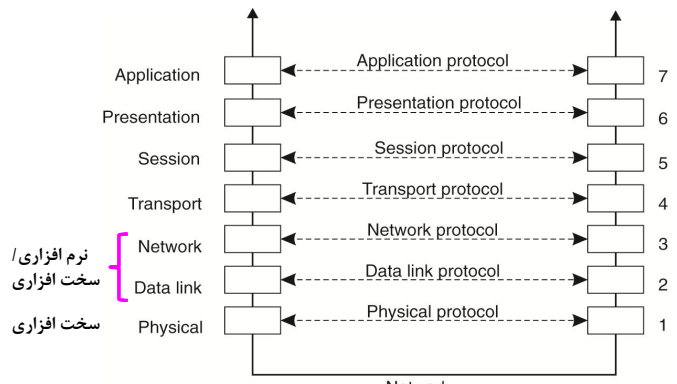 Application Application protocol 7
Presentation Presentation protocol 6
Session Session protocol 5
Transport Transport protocol 4
Network Network protocol 3
نرم افزاری/
سخت افزاری
Data link Data link protocol 2
سخت افزاری Physical Physical protocol 1